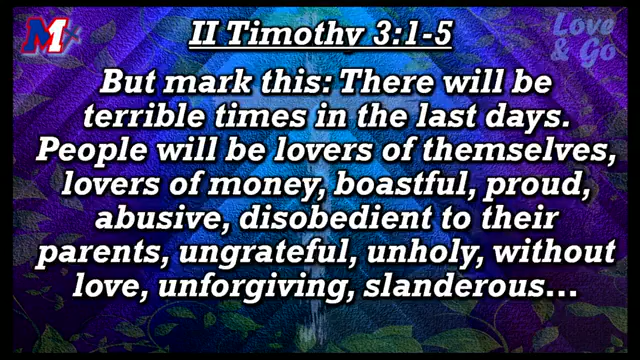 M
II Timothy 3:1-5
Love
& Go
But mark this: There will be
terrible times in the last days.
People will be lovers of themselves,
lovers of money, boastful, proud,
abusive, disobedient to their
parents, ungrateful, unholy, without
love, unforgiving, slanderous...